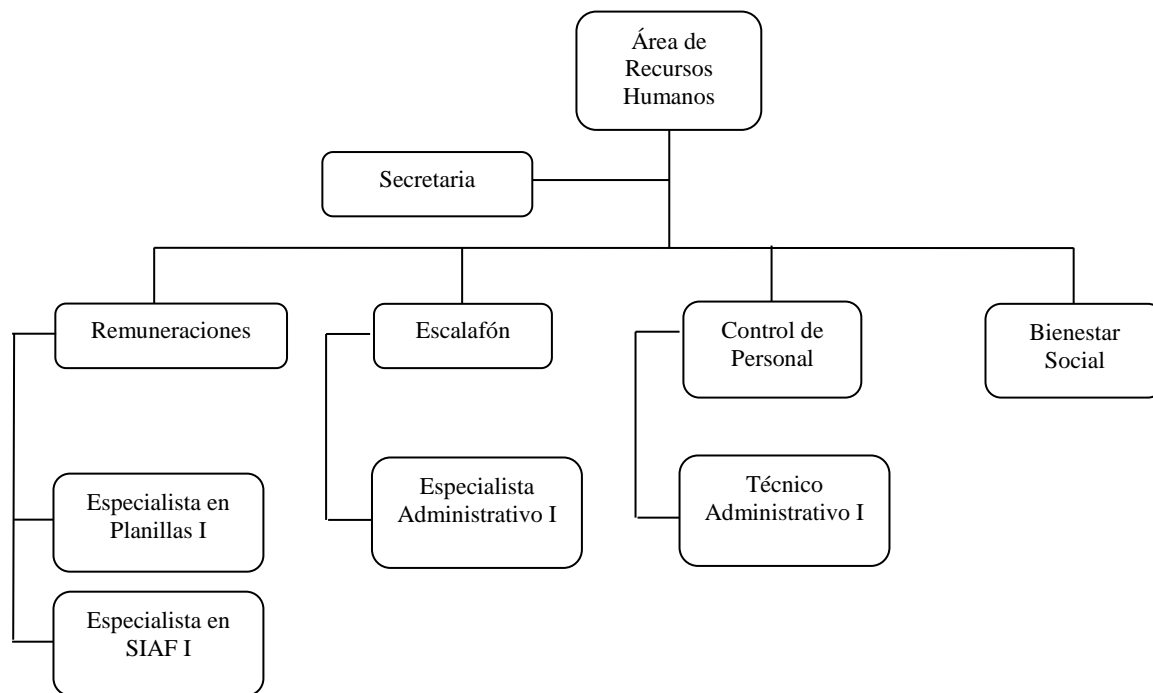 Área de
Recursos
Humanos
Secretaria
Remuneraciones
Escalafón
Control de
Personal
Bienestar
Social
Especialista en
Planillas I
Especialista
Administrativo I
Técnico
Administrativo I
Especialista en
SIAF I